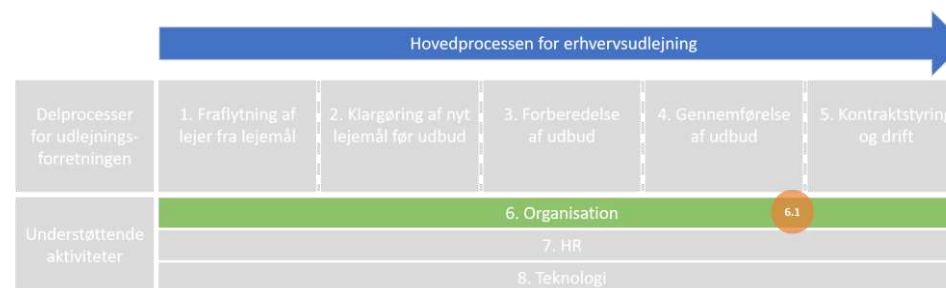 Hovedprocessen for erhvervsudlejning
Delprocesser
for udlejnings-
forretningen
1. Fraflytning af
lejer fra lejemål
2. Klargøring af nyt
lejemål før udbud
3. Forberedelse
af udbud
4. Gennemførelse
af udbud
5. Kontraktstyring
og drift
Understøttende
aktiviteter
6. Organisation
6.1
7. HR
8. Teknologi